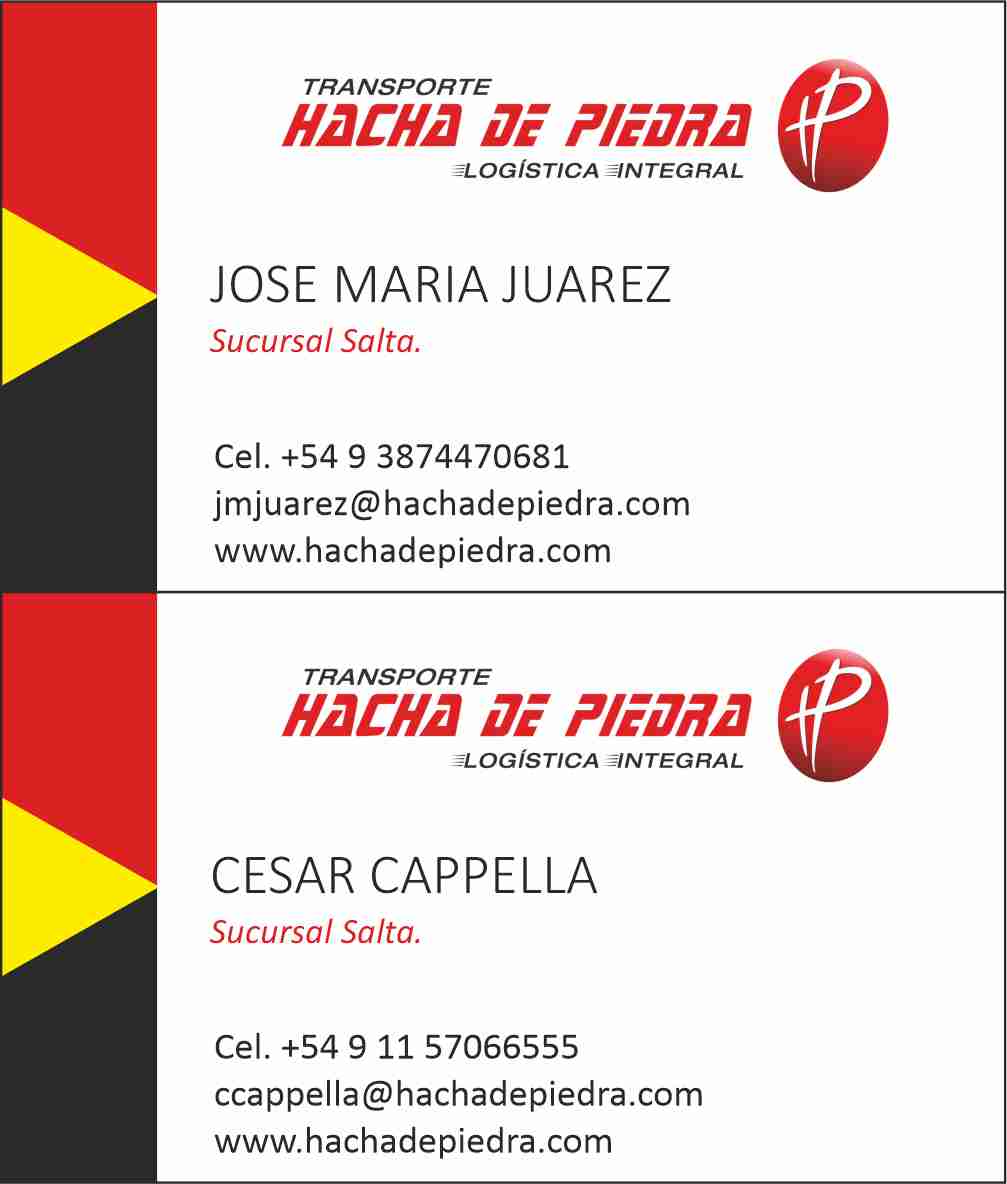 TRANSPORTE
HACHA DE PIEDRA
LOGÍSTICA INTEGRAL
HP
JOSE MARIA JUAREZ
Sucursal Salta.
Cel. +54 9 3874470681
jmjuarez@hachadepiedra.com
www.hachadepiedra.com
TRANSPORTE
HACHA DE PIEDRA
LOGÍSTICA INTEGRAL
HP
CESAR CAPPELLA
Sucursal Salta.
Cel. +54 9 11 57066555
ccappella@hachadepiedra.com
www.hachadepiedra.com